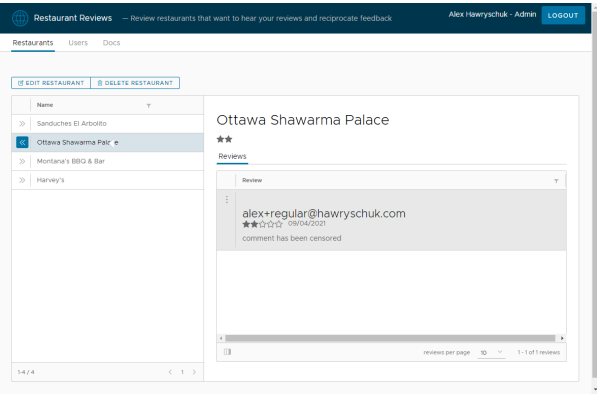 Restaurant Reviews — Review restaurants that want to hear your reviews and reciprocate feedback
Alex Hawryschuk - Admin LOGOUT
Restaurants Users Docs
EDIT RESTAURANT DELETE RESTAURANT
Name
Sanduches El Arbolito
Ottawa Shawarma Palace
Montana's BBQ & Bar
Harvey's
1-4 / 4
1
Ottawa Shawarma Palace
Reviews
Review
alex+regular@hawryschuk.com
09/04/2021
comment has been censored
reviews per page 10 1 - 1 of 1 reviews